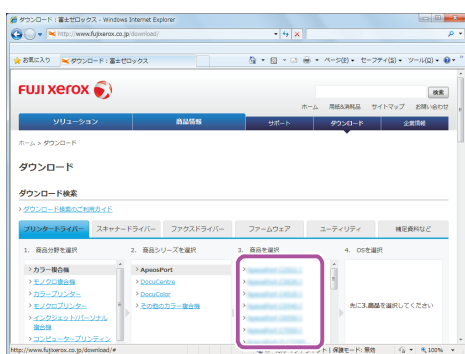 ダウンロード : 富士ゼロックス - Windows Internet Explorer
http://www.fujixerox.co.jp/download/
お気に入り ダウンロード : 富士ゼロックス ページ(P) セーフティ(S) ツール(O)
FUJI xerox
検索
ホーム 用紙&消耗品 サイトマップ お問い合わせ
ソリューション 商品情報 サポート ダウンロード 企業情報
ホーム > ダウンロード
ダウンロード
ダウンロード検索
> ダウンロード検索のご利用ガイド
プリンタードライバー スキャナードライバー ファクスドライバー ファームウェア ユーティリティ 補足資料など
1. 商品分野を選択 2. 商品シリーズを選択 3. 商品を選択 4. OSを選択
> カラー複合機 > ApeosPort
> モノクロ複合機 > DocuCentre
> カラープリンター > DocuColor
> モノクロプリンター > その他のカラー複合機 先に3.商品を選択してください
> インクジェット/パーソナル複合機
> コンピュータープリンティン
http://www.fujixerox.co.jp/download/# 保護モード: 無効 100%